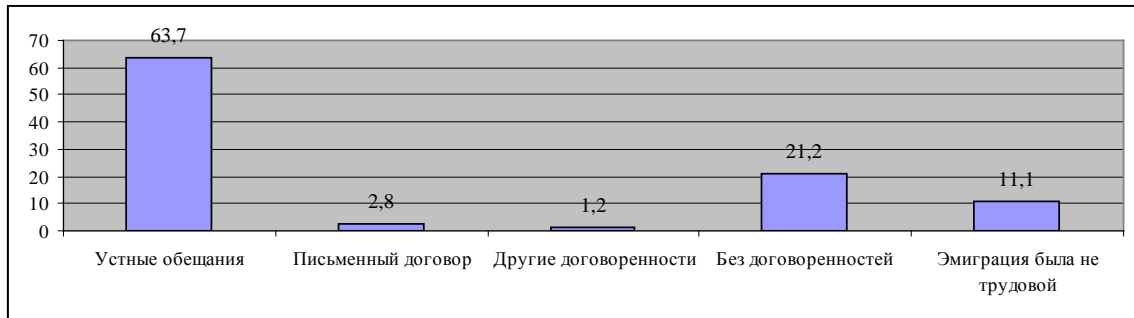 70
60
50
40
30
20
10
0
63,7
2,8
1,2
21,2
11,1
Устные обещания
Письменный договор
Другие договоренности
Без договоренностей
Эмиграция была не
трудовой